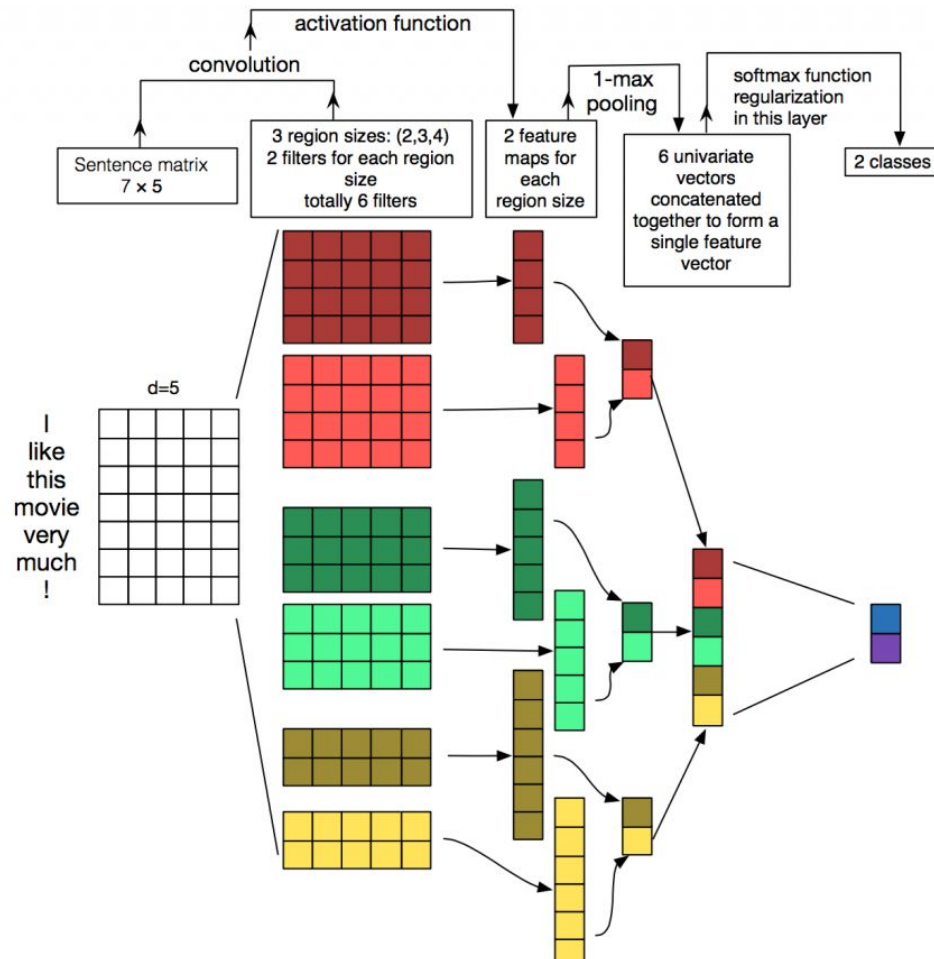 activation function
convolution
1-max
pooling
softmax function
regularization
in this layer
Sentence matrix
7 × 5
3 region sizes: (2,3,4)
2 filters for each region
size
totally 6 filters
2 feature
maps for
each
region size
6 univariate
vectors
concatenated
together to form a
single feature
vector
2 classes
d=5
I
like
this
movie
very
much
!